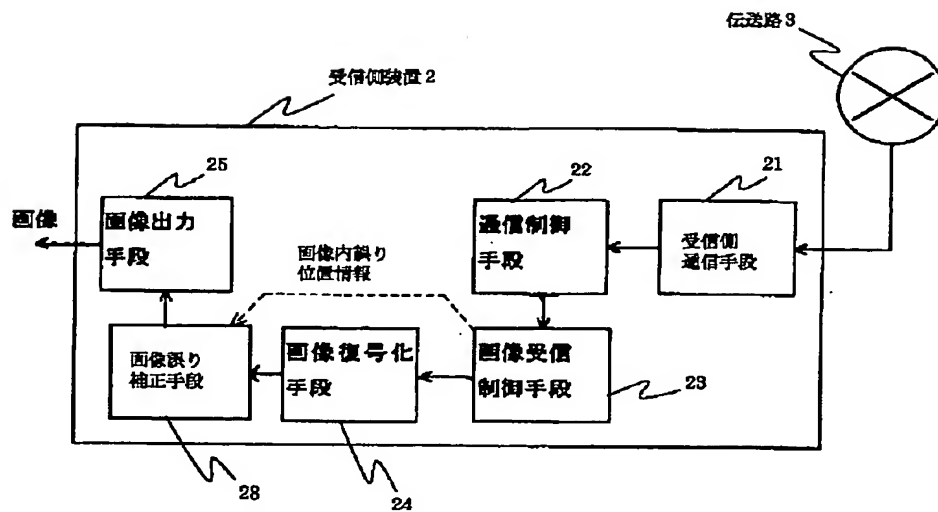 伝送路3
受信側装置2
25
22
21
画像
画像出力
手段
通信制御
手段
受信側
通信手段
画像内誤り
位置情報
画像誤り
補正手段
画像復号化
手段
画像受信
制御手段
23
28
24